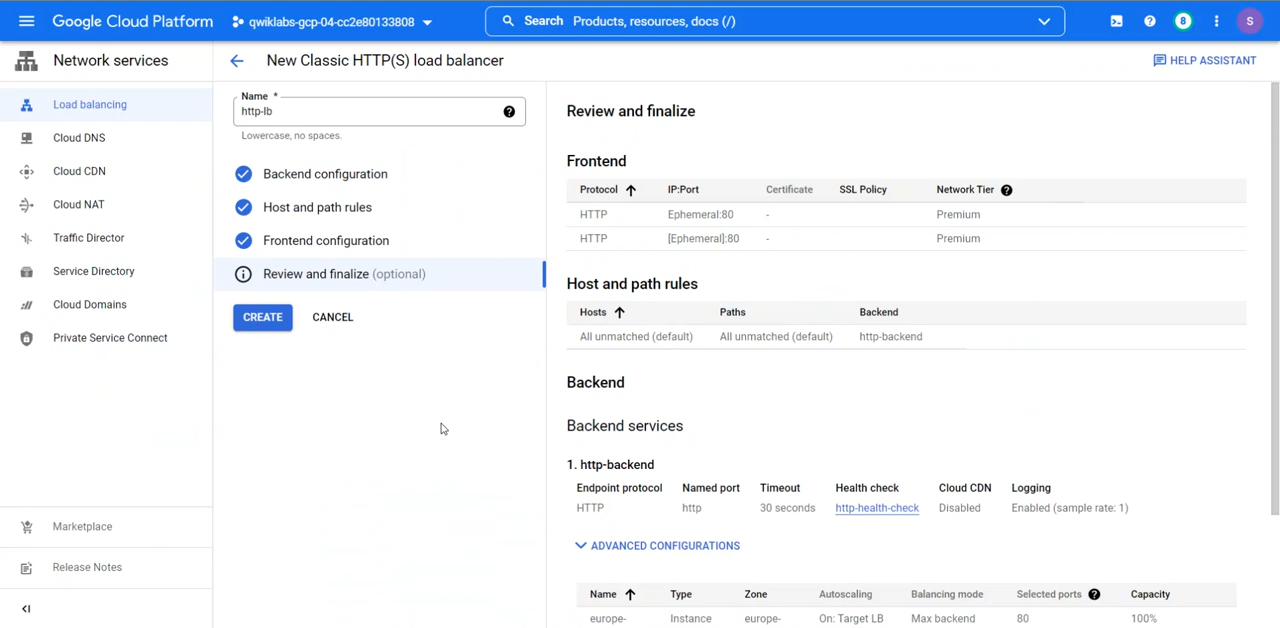 Google Cloud Platform
qwiklabs-gcp-04-cc2e80133808
Search Products, resources, docs (/)
8
S
Network services
New Classic HTTP(S) load balancer
HELP ASSISTANT
Load balancing
Cloud DNS
Cloud CDN
Cloud NAT
Traffic Director
Service Directory
Cloud Domains
Private Service Connect
Marketplace
Release Notes
Name *
http-lb
Lowercase, no spaces.
Backend configuration
Host and path rules
Frontend configuration
Review and finalize (optional)
CREATE CANCEL
Review and finalize
Frontend
Protocol IP:Port Certificate SSL Policy Network Tier
HTTP Ephemeral:80 - Premium
HTTP [Ephemeral]:80 - Premium
Host and path rules
Hosts Paths Backend
All unmatched (default) All unmatched (default) http-backend
Backend
Backend services
1. http-backend
Endpoint protocol Named port Timeout Health check Cloud CDN Logging
HTTP http 30 seconds http-health-check Disabled Enabled (sample rate: 1)
ADVANCED CONFIGURATIONS
Name Type Zone Autoscaling Balancing mode Selected ports Capacity
europe- Instance europe- On: Target LB Max backend 80 100%